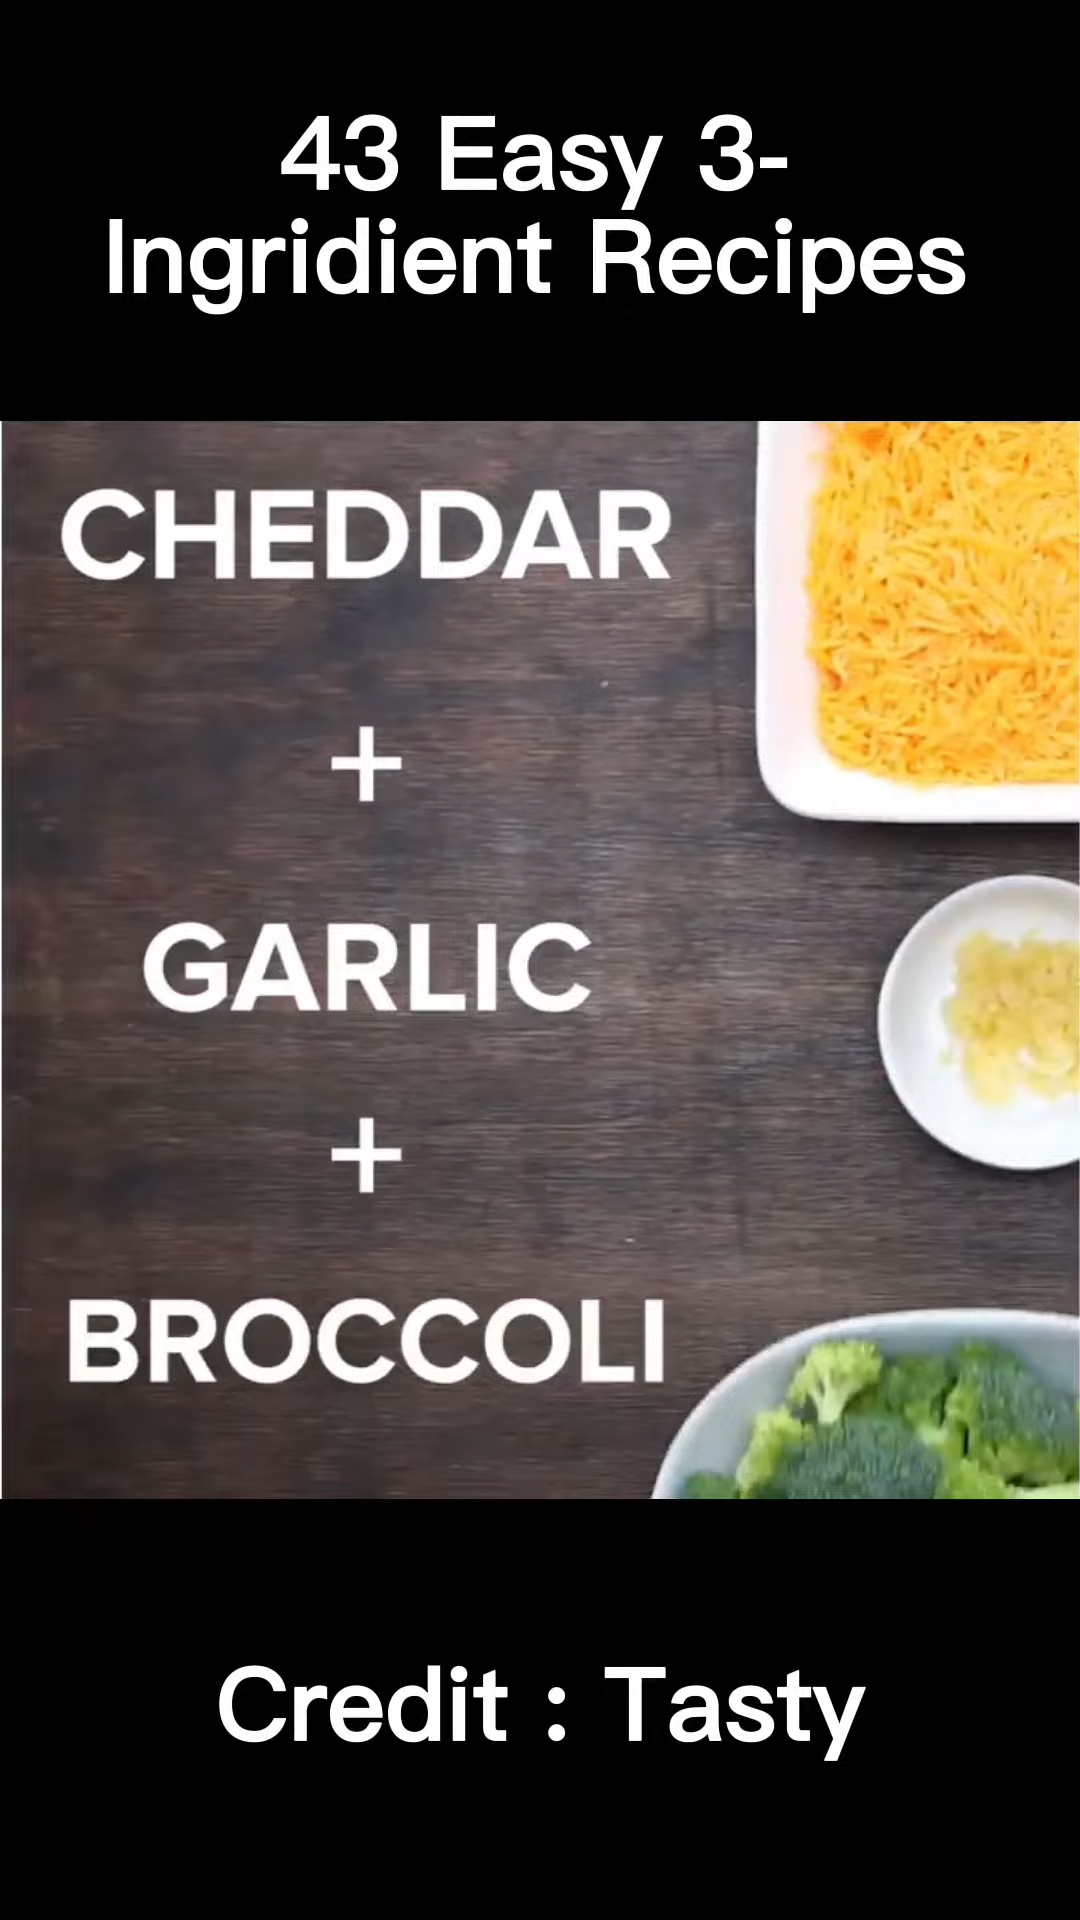 43 Easy 3-
Ingridient Recipes
CHEDDAR
+
GARLIC
+
BROCCOLI
Credit : Tasty